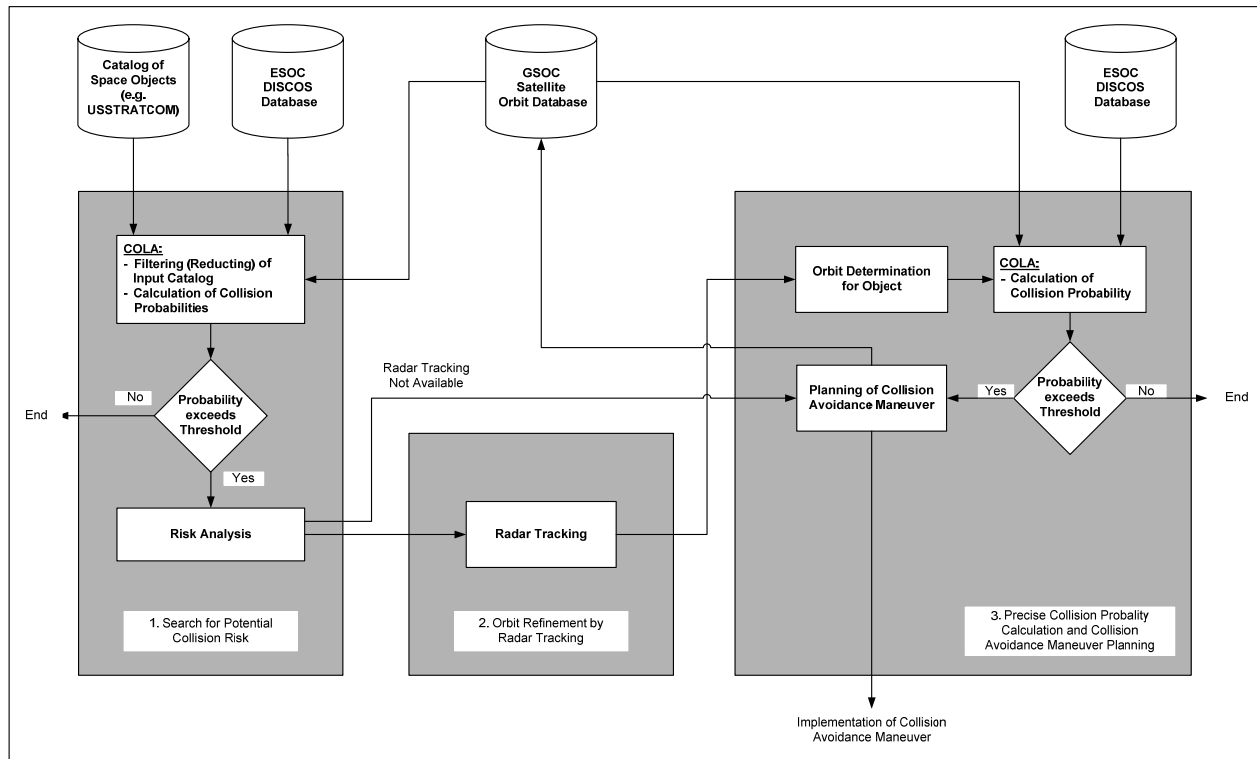 Catalog of
Space Objects
(e.g.
USSTRATCOM)
ESOC
DISCOS
Database
GSOC
Satellite
Orbit Database
ESOC
DISCOS
Database
COLA:
- Filtering (Reducting) of
Input Catalog
- Calculation of Collision
Probabilities
Orbit Determination
for Object
COLA:
- Calculation of
Collision Probability
Radar Tracking
Not Available
No
End
Probability
exceeds
Threshold
Yes
Planning of Collision
Avoidance Maneuver
Yes
Probability
exceeds
Threshold
No
End
Risk Analysis
Radar Tracking
1. Search for Potential
Collision Risk
2. Orbit Refinement by
Radar Tracking
3. Precise Collision Probality
Calculation and Collision
Avoidance Maneuver Planning
Implementation of Collision
Avoidance Maneuver